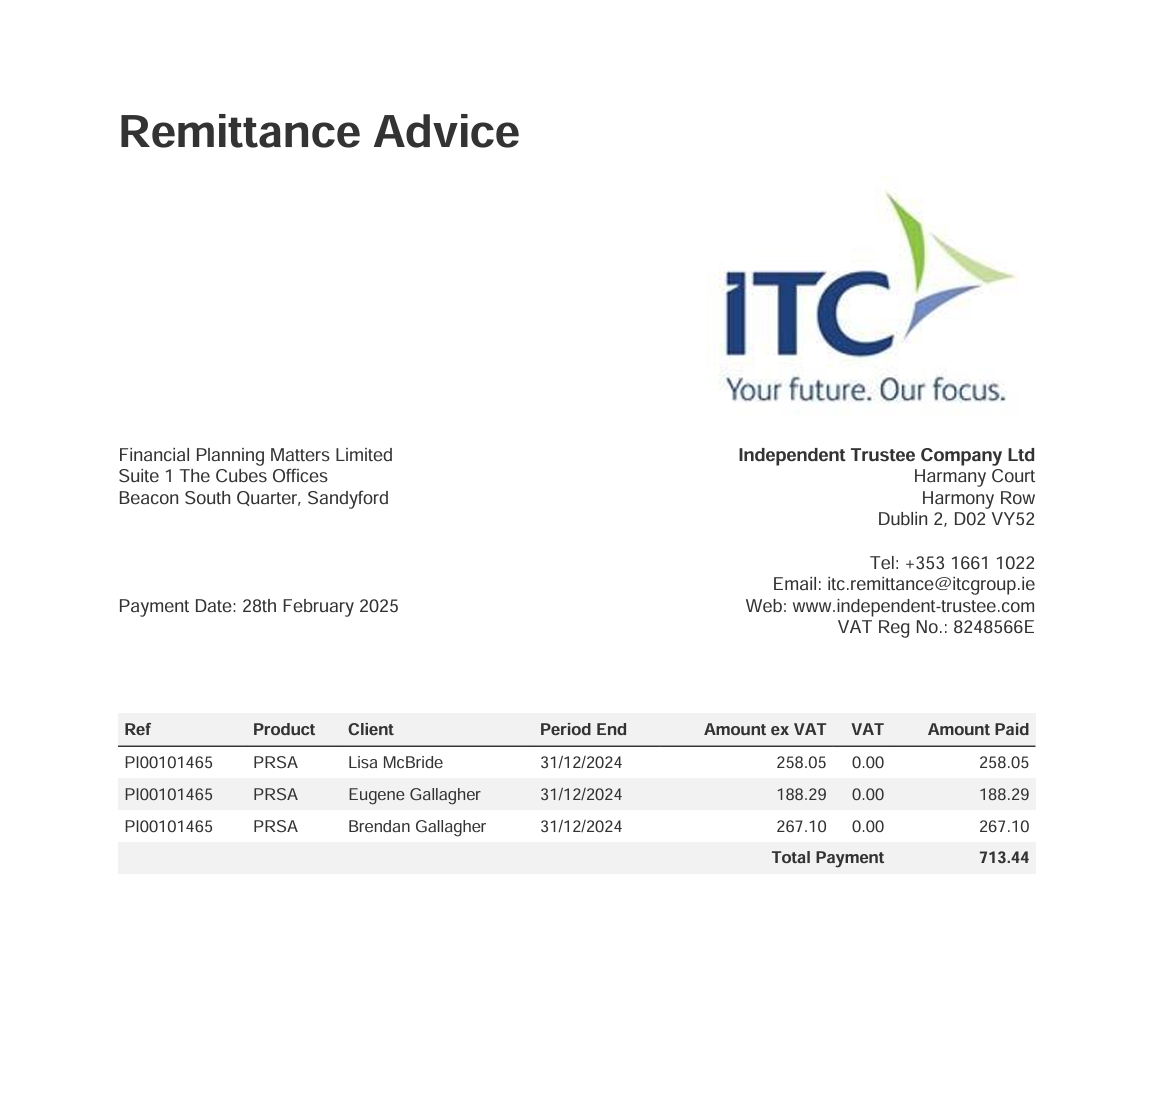 Remittance Advice
iTC
Your future. Our focus.
Financial Planning Matters Limited
Suite 1 The Cubes Offices
Beacon South Quarter, Sandyford
Payment Date: 28th February 2025
Independent Trustee Company Ltd
Harmany Court
Harmony Row
Dublin 2, D02 VY52
Tel: +353 1661 1022
Email: itc.remittance@itcgroup.ie
Web: www.independent-trustee.com
VAT Reg No.: 8248566E
Ref Product Client Period End Amount ex VAT VAT Amount Paid
PI00101465 PRSA Lisa McBride 31/12/2024 258.05 0.00 258.05
PI00101465 PRSA Eugene Gallagher 31/12/2024 188.29 0.00 188.29
PI00101465 PRSA Brendan Gallagher 31/12/2024 267.10 0.00 267.10
Total Payment 713.44